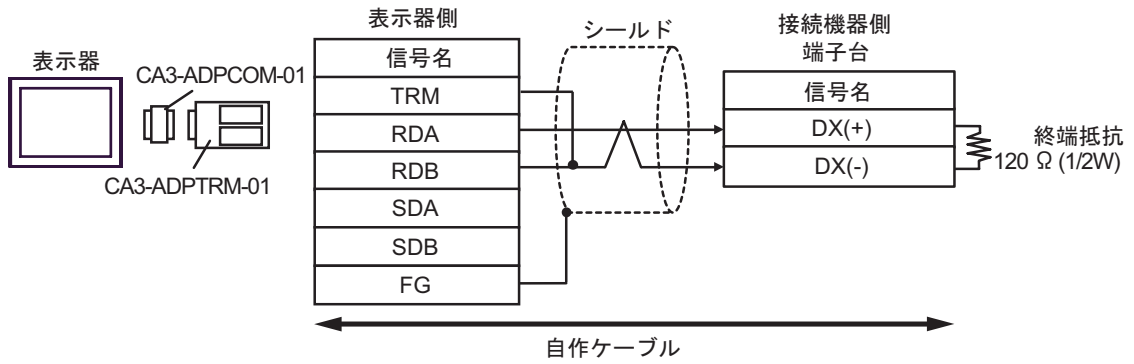 表示器
CA3-ADPCOM-01
CA3-ADPTRM-01
表示器側
信号名
TRM
RDA
RDB
SDA
SDB
FG
シールド
接続機器側
端子台
信号名
DX(+)
DX(-)
終端抵抗
120 Ω (1/2W)
自作ケーブル